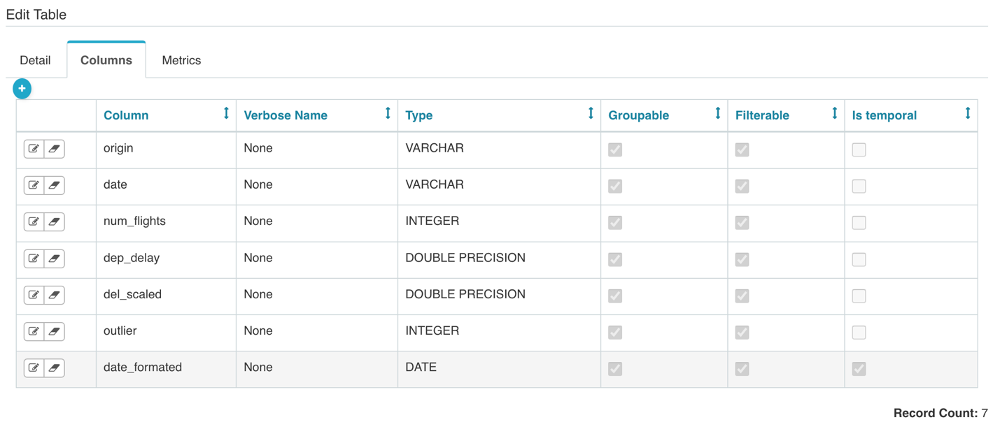 Edit Table
Detail Columns Metrics
+
Column Verbose Name Type Groupable Filterable Is temporal
origin None VARCHAR
date None VARCHAR
num_flights None INTEGER
dep_delay None DOUBLE PRECISION
del_scaled None DOUBLE PRECISION
outlier None INTEGER
date_formated None DATE
Record Count: 7